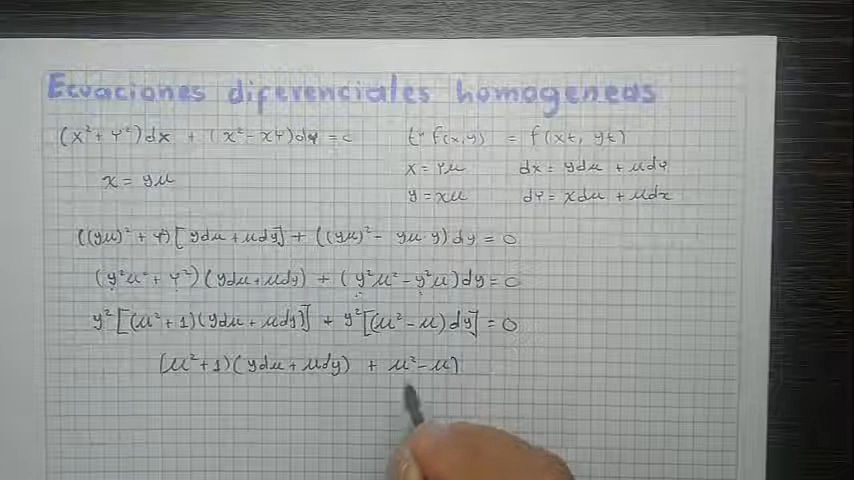 Ecuaciones diferenciales homogeneas
(x²+y²)dx + (x²-xy)dy = 0 tⁿ f(x,y) = f(xt, yt)
x = yu dx = ydu + udy
x = yu
y = xu dy = xdu + udx
((yu)² + y²)[ydu + udy] + ((yu)² - yu·y)dy = 0
(y²u² + y²)(ydu + udy) + (y²u² - y²u)dy = 0
y²[(u²+1)(ydu + udy)] + y²[(u² - u)dy] = 0
(u²+1)(ydu + udy) + u² - u)